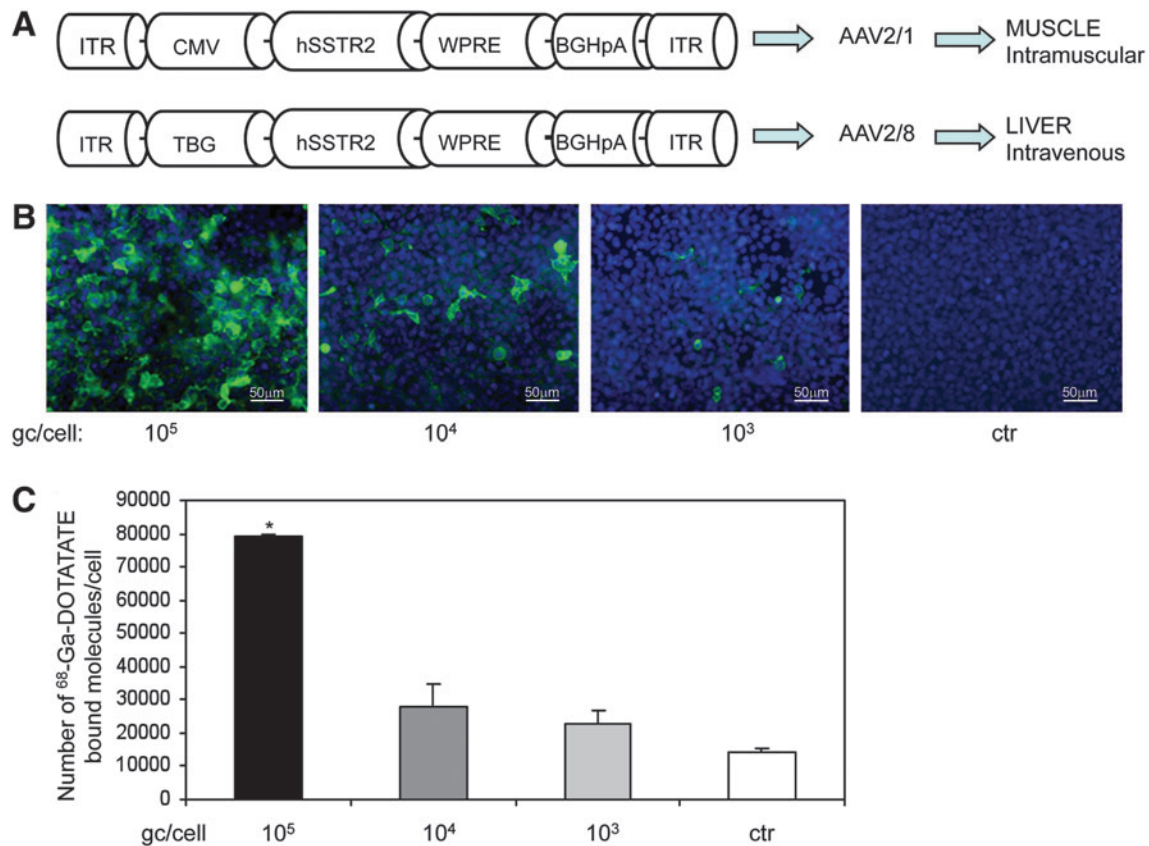 A
ITR CMV hSSTR2 WPRE BGHpA ITR AAV2/1 MUSCLE
Intramuscular
ITR TBG hSSTR2 WPRE BGHpA ITR AAV2/8 LIVER
Intravenous
B
50μm 50μm 50μm 50μm
gc/cell: 10⁵ 10⁴ 10³ ctr
C
Number of ⁶⁸-Ga-DOTATATE
bound molecules/cell
90000
80000
70000
60000
50000
40000
30000
20000
10000
0
*
gc/cell 10⁵ 10⁴ 10³ ctr